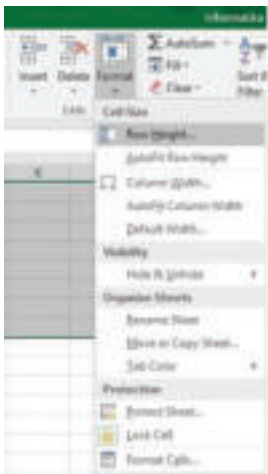 informatika
Insert Delete Format
AutoSum
Fill
Clear
Sort &
Filter
Cells
Cell Size
Row Height...
AutoFit Row Height
Column Width...
AutoFit Column Width
Default Width...
Visibility
Hide & Unhide
Organize Sheets
Rename Sheet
Move or Copy Sheet...
Tab Color
Protection
Protect Sheet...
Lock Cell
Format Cells...